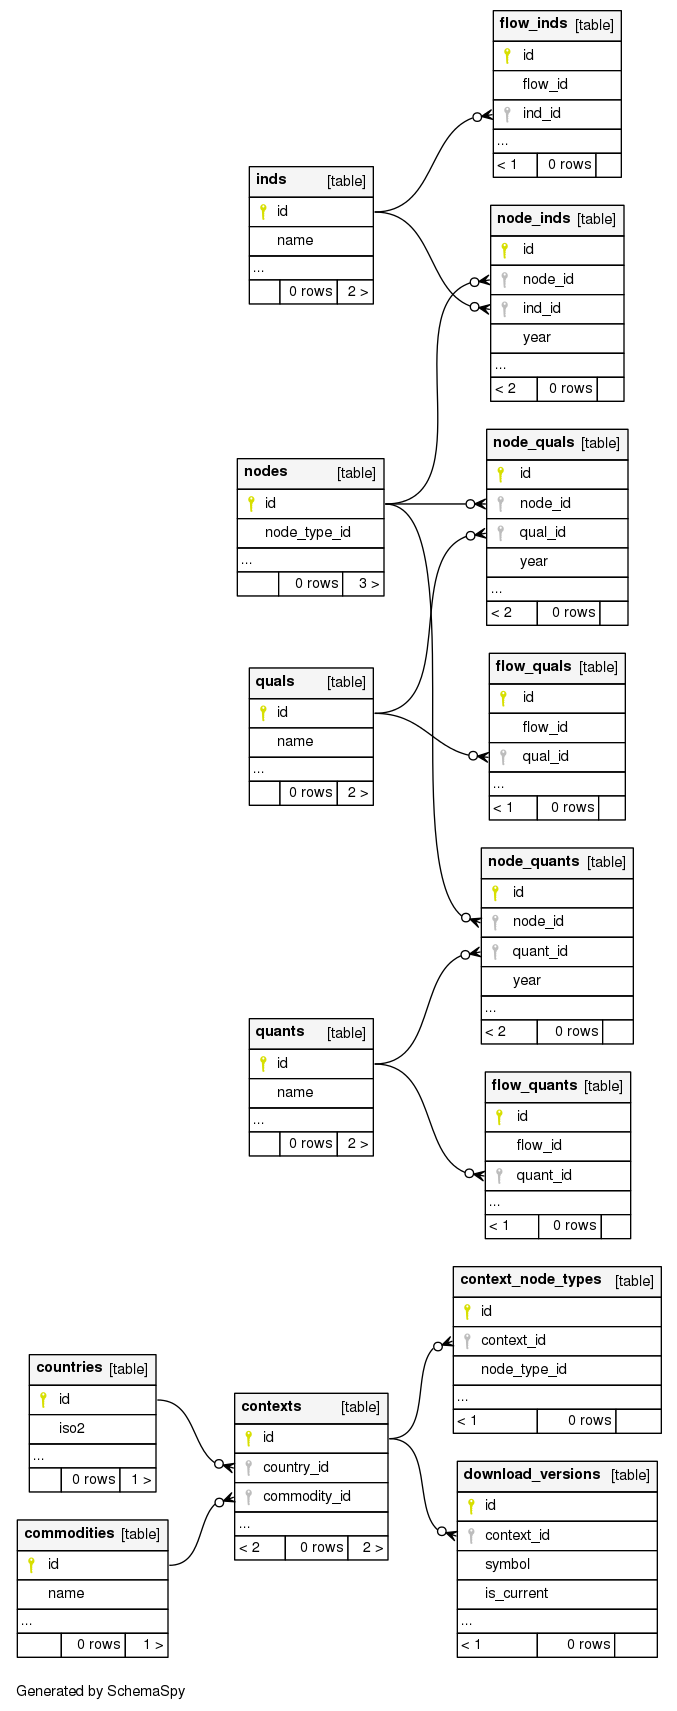 flow_inds [table]
id
flow_id
ind_id
...
< 1 0 rows
inds [table]
id
name
...
0 rows 2 >
node_inds [table]
id
node_id
ind_id
year
...
< 2 0 rows
node_quals [table]
id
node_id
qual_id
year
...
< 2 0 rows
nodes [table]
id
node_type_id
...
0 rows 3 >
flow_quals [table]
id
flow_id
qual_id
...
< 1 0 rows
quals [table]
id
name
...
0 rows 2 >
node_quants [table]
id
node_id
quant_id
year
...
< 2 0 rows
quants [table]
id
name
...
0 rows 2 >
flow_quants [table]
id
flow_id
quant_id
...
< 1 0 rows
context_node_types [table]
id
context_id
node_type_id
...
< 1 0 rows
countries [table]
id
iso2
...
0 rows 1 >
contexts [table]
id
country_id
commodity_id
...
< 2 0 rows 2 >
download_versions [table]
id
context_id
symbol
is_current
...
< 1 0 rows
commodities [table]
id
name
...
0 rows 1 >
Generated by SchemaSpy